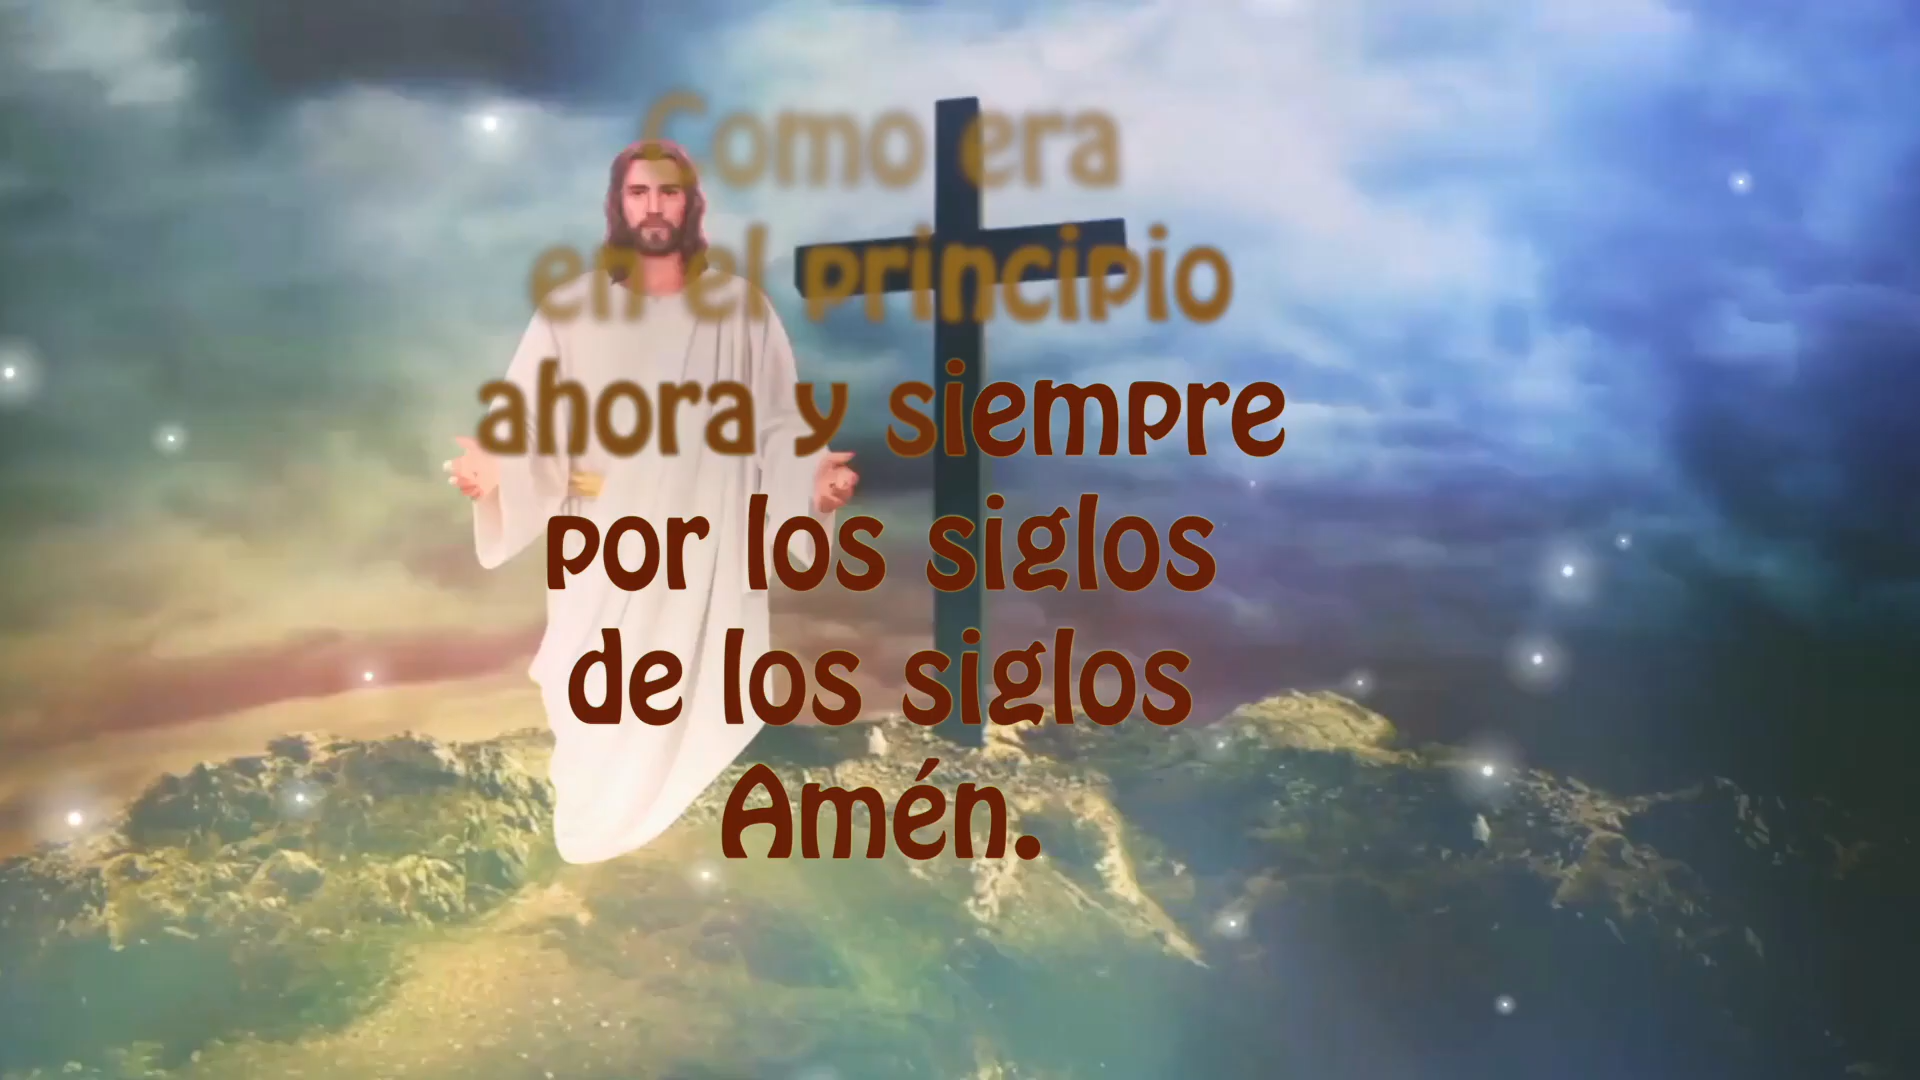 Como era
en el principio
ahora y siempre
por los siglos
de los siglos
Amén.